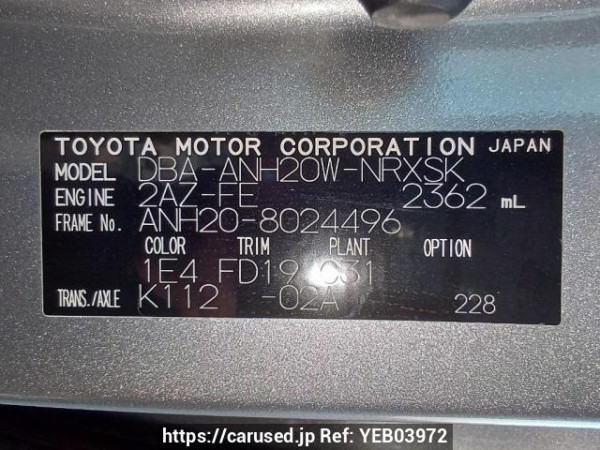 TOYOTA MOTOR CORPORATION JAPAN
MODEL DBA-ANH20W-NRXSK
ENGINE 2AZ-FE 2362 mL
FRAME No. ANH20-8024496
COLOR TRIM PLANT OPTION
1E4 FD19
TRANS./AXLE K112 -02A 228
https://carused.jp Ref: YEB03972